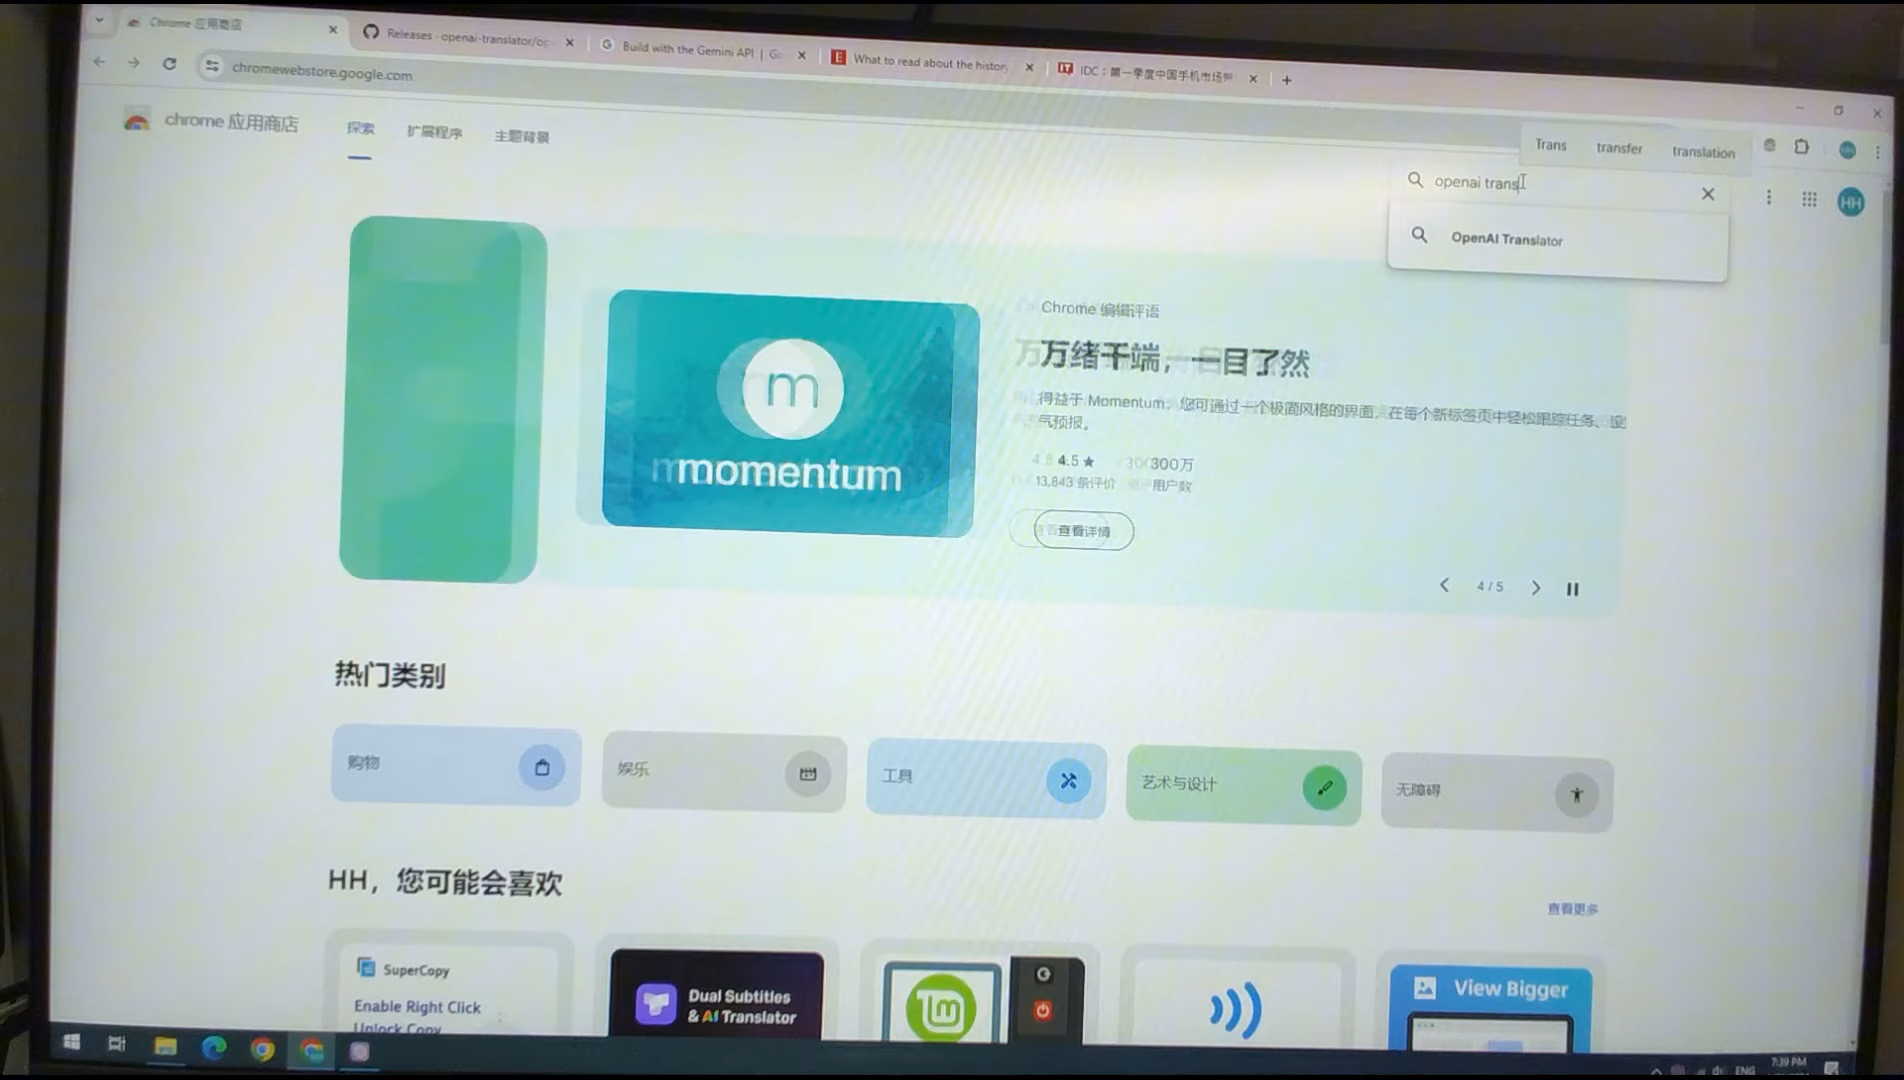 Chrome 应用商店
Releases · openai-translator/op
Build with the Gemini API | Go
What to read about the history
IDC：第一季度中国手机市场
chromewebstore.google.com
chrome 应用商店
探索
扩展程序
主题背景
Trans
transfer
translation
openai trans
OpenAI Translator
HH
Chrome 编辑评语
万绪千端，一目了然
得益于 Momentum，您可通过一个极简风格的界面，在每个新标签页中轻松跟踪任务、设
气预报。
4.5 ★
300万
13,843 条评价
用户数
查看详情
m
momentum
4 / 5
热门类别
购物
娱乐
工具
艺术与设计
无障碍
HH，您可能会喜欢
查看更多
SuperCopy
Enable Right Click
Unlock Copy
Dual Subtitles
& AI Translator
View Bigger
ENG
7:39 PM